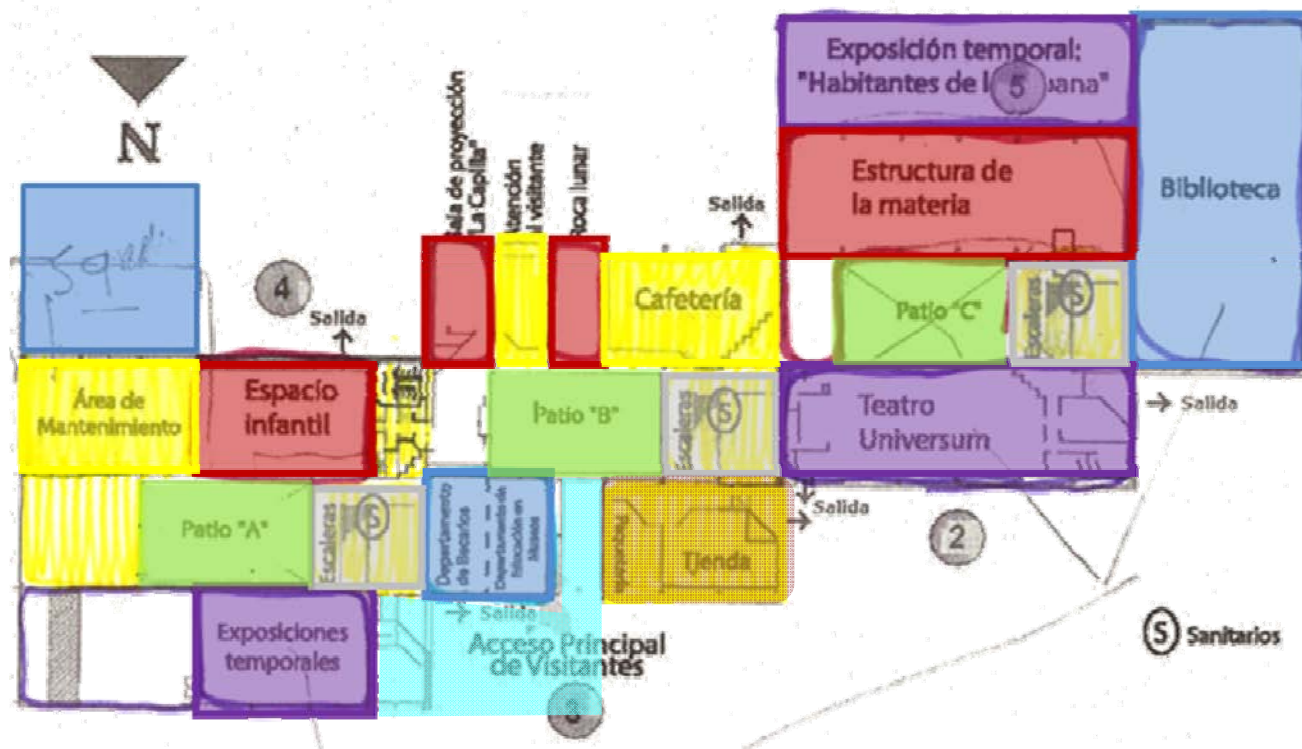 Exposición temporal:
"Habitantes de l
ana"
5
N
Sala de proyección
"La Capilla"
Atención
al visitante
Roca lunar
Salida
Estructura de
la materia
Biblioteca
4
Salida
Cafetería
Patio "C"
Escaleras
S
Área de
Mantenimiento
Espacio
infantil
Patio "B"
Escaleras
S
Teatro
Universum
Salida
Patio "A"
Escaleras
S
Departamento
de Becarios
Departamento de
Educación en
Museos
Paquetería
Tienda
Salida
2
Exposiciones
temporales
Salida
Acceso Principal
de Visitantes
3
S Sanitarios